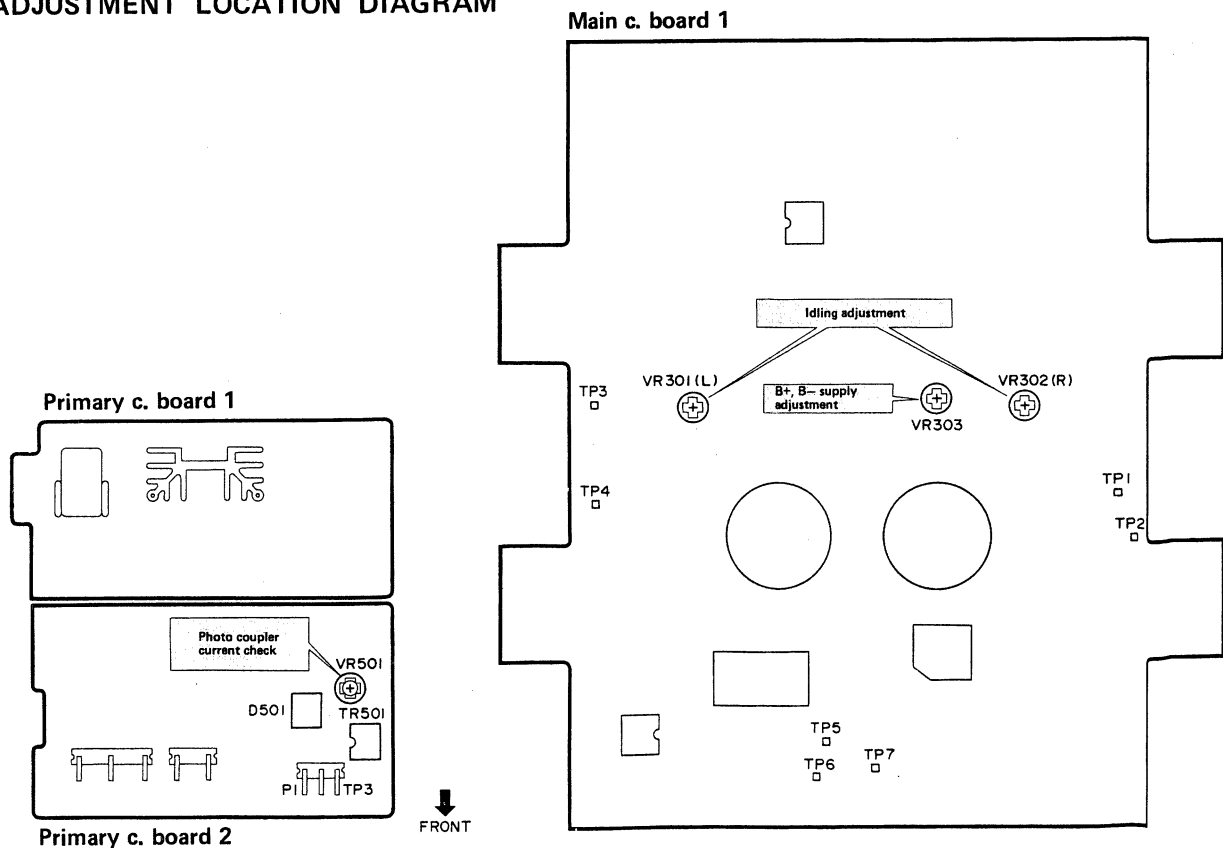 ADJUSTMENT LOCATION DIAGRAM
Main c. board 1
Idling adjustment
TP3
VR301(L)
B+, B– supply
adjustment
VR303
VR302(R)
TP4
TP1
TP2
TP5
TP6
TP7
Primary c. board 1
Photo coupler
current check
VR501
D501
TR501
P1
TP3
Primary c. board 2
FRONT